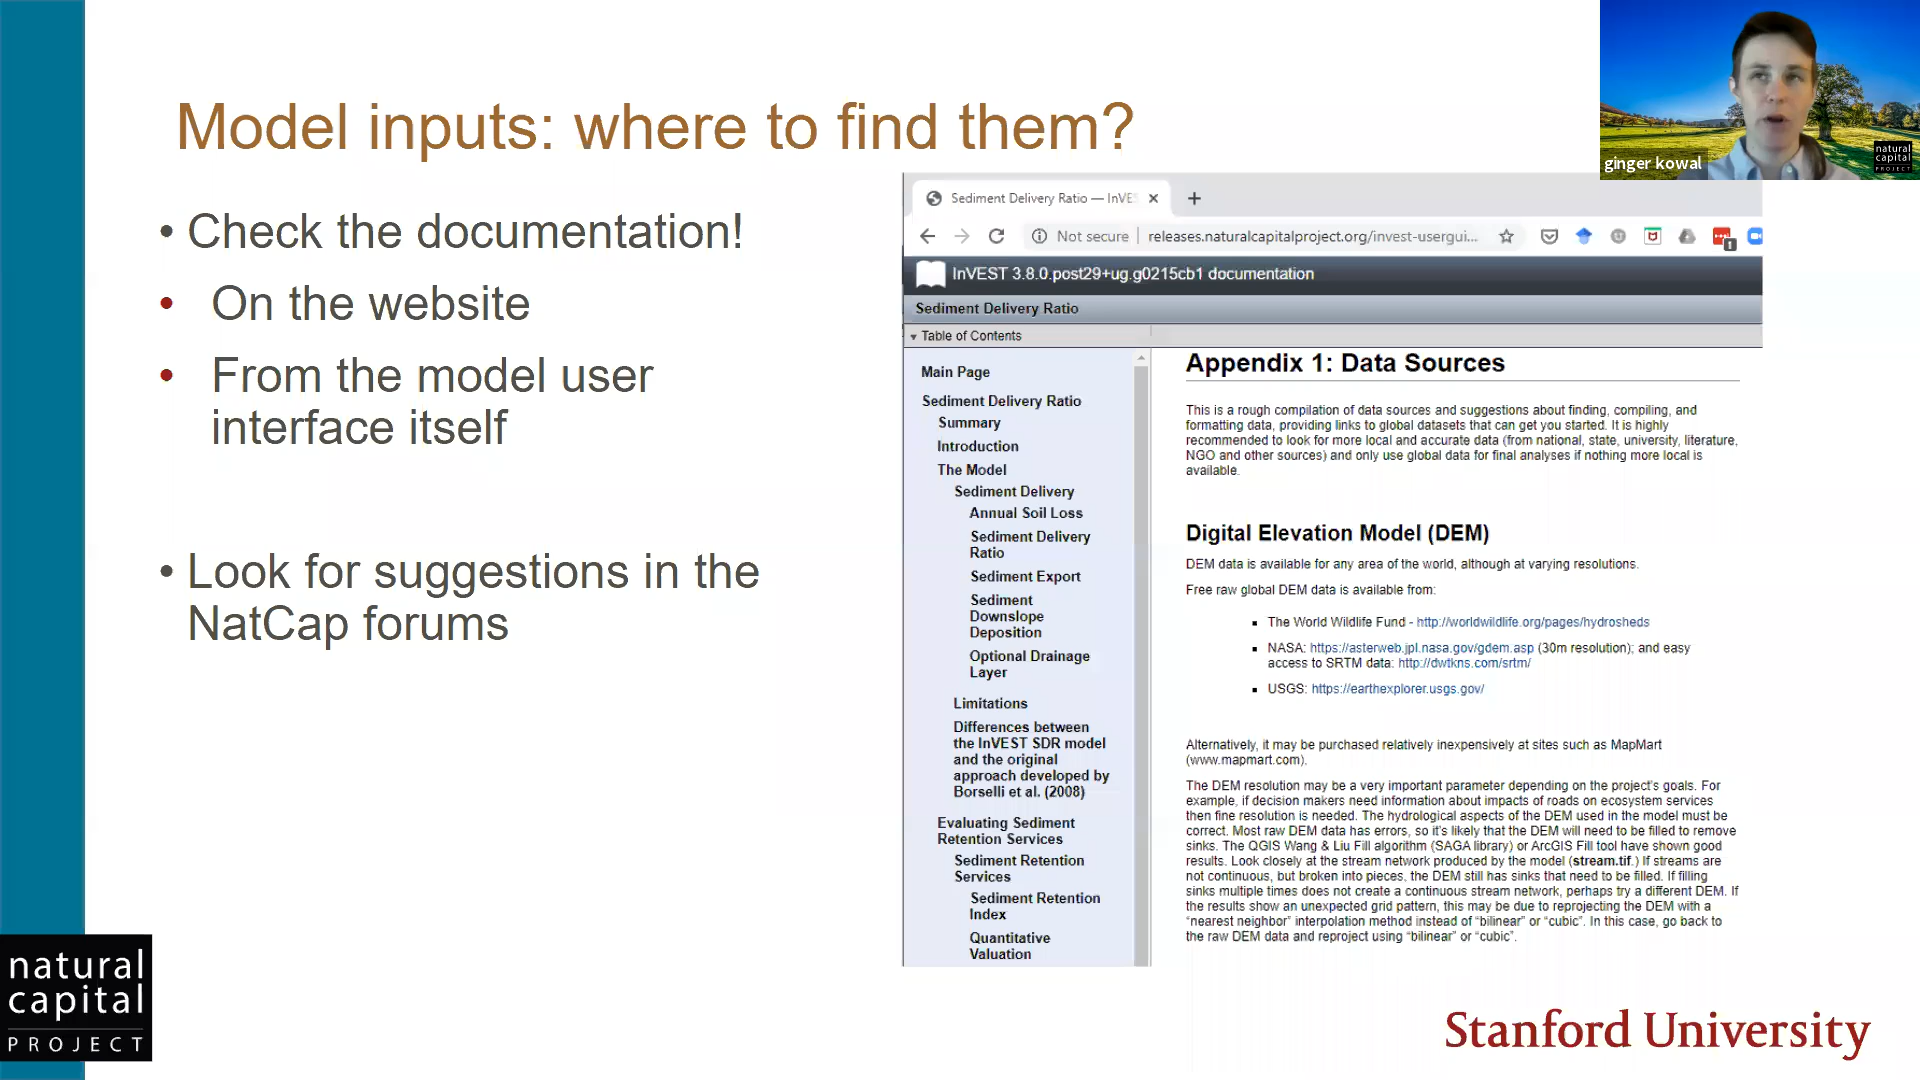 Model inputs: where to find them?
• Check the documentation!
• On the website
• From the model user
interface itself
• Look for suggestions in the
NatCap forums
ginger kowal
natural
capital
PROJECT
Sediment Delivery Ratio — InVES
Not secure
releases.naturalcapitalproject.org/invest-usergui...
1
InVEST 3.8.0.post29+ug.g0215cb1 documentation
Sediment Delivery Ratio
Table of Contents
Main Page
Sediment Delivery Ratio
Summary
Introduction
The Model
Sediment Delivery
Annual Soil Loss
Sediment Delivery
Ratio
Sediment Export
Sediment
Downslope
Deposition
Optional Drainage
Layer
Limitations
Differences between
the InVEST SDR model
and the original
approach developed by
Borselli et al. (2008)
Evaluating Sediment
Retention Services
Sediment Retention
Services
Sediment Retention
Index
Quantitative
Valuation
Appendix 1: Data Sources
This is a rough compilation of data sources and suggestions about finding, compiling, and
formatting data, providing links to global datasets that can get you started. It is highly
recommended to look for more local and accurate data (from national, state, university, literature,
NGO and other sources) and only use global data for final analyses if nothing more local is
available.
Digital Elevation Model (DEM)
DEM data is available for any area of the world, although at varying resolutions.
Free raw global DEM data is available from:
▪ The World Wildlife Fund - http://worldwildlife.org/pages/hydrosheds
▪ NASA: https://asterweb.jpl.nasa.gov/gdem.asp (30m resolution); and easy
access to SRTM data: http://dwtkns.com/srtm/
▪ USGS: https://earthexplorer.usgs.gov/
Alternatively, it may be purchased relatively inexpensively at sites such as MapMart
(www.mapmart.com).
The DEM resolution may be a very important parameter depending on the project's goals. For
example, if decision makers need information about impacts of roads on ecosystem services
then fine resolution is needed. The hydrological aspects of the DEM used in the model must be
correct. Most raw DEM data has errors, so it's likely that the DEM will need to be filled to remove
sinks. The QGIS Wang & Liu Fill algorithm (SAGA library) or ArcGIS Fill tool have shown good
results. Look closely at the stream network produced by the model (stream.tif.) If streams are
not continuous, but broken into pieces, the DEM still has sinks that need to be filled. If filling
sinks multiple times does not create a continuous stream network, perhaps try a different DEM. If
the results show an unexpected grid pattern, this may be due to reprojecting the DEM with a
“nearest neighbor” interpolation method instead of “bilinear” or “cubic”. In this case, go back to
the raw DEM data and reproject using “bilinear” or “cubic”.
natural
capital
PROJECT
Stanford University